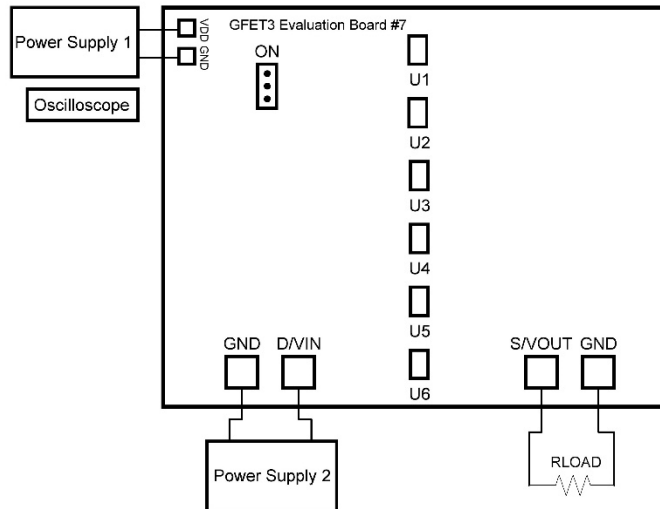 Power Supply 1
VDD
GND
GFET3 Evaluation Board #7
ON
Oscilloscope
U1
U2
U3
U4
U5
U6
GND D/VIN
S/VOUT GND
Power Supply 2
RLOAD